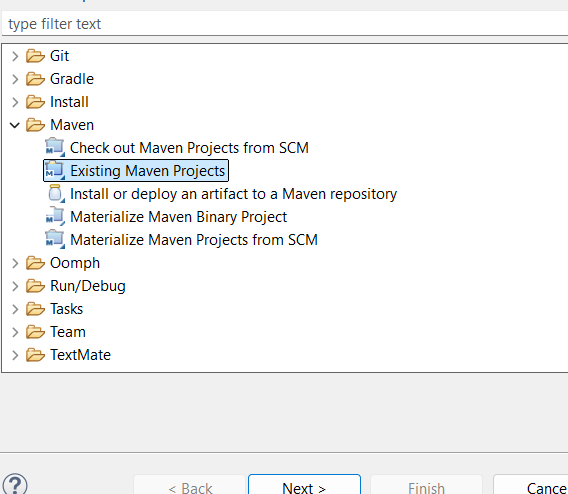 type filter text
Git
Gradle
Install
Maven
Check out Maven Projects from SCM
Existing Maven Projects
Install or deploy an artifact to a Maven repository
Materialize Maven Binary Project
Materialize Maven Projects from SCM
Oomph
Run/Debug
Tasks
Team
TextMate
? < Back Next > Finish Cance